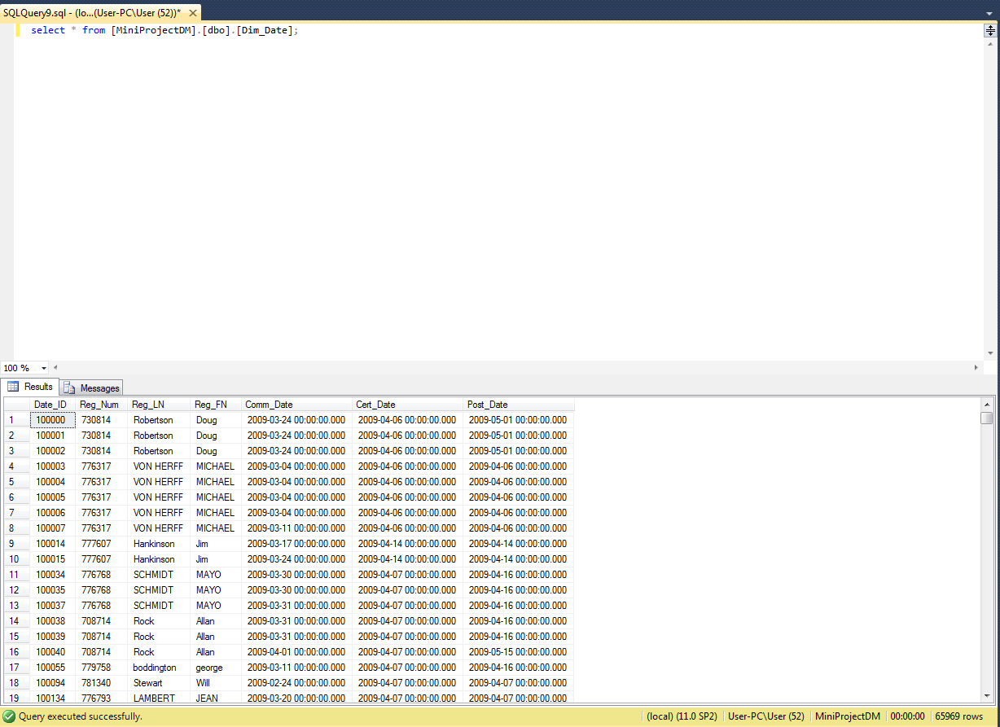 SQLQuery9.sql - (lo...(User-PC\User (52))*
select * from [MiniProjectDM].[dbo].[Dim_Date];
100 %
Results Messages
Date_ID Reg_Num Reg_LN Reg_FN Comm_Date Cert_Date Post_Date
1 100000 730814 Robertson Doug 2009-03-24 00:00:00.000 2009-04-06 00:00:00.000 2009-05-01 00:00:00.000
2 100001 730814 Robertson Doug 2009-03-24 00:00:00.000 2009-04-06 00:00:00.000 2009-05-01 00:00:00.000
3 100002 730814 Robertson Doug 2009-03-24 00:00:00.000 2009-04-06 00:00:00.000 2009-05-01 00:00:00.000
4 100003 776317 VON HERFF MICHAEL 2009-03-04 00:00:00.000 2009-04-06 00:00:00.000 2009-04-06 00:00:00.000
5 100004 776317 VON HERFF MICHAEL 2009-03-04 00:00:00.000 2009-04-06 00:00:00.000 2009-04-06 00:00:00.000
6 100005 776317 VON HERFF MICHAEL 2009-03-04 00:00:00.000 2009-04-06 00:00:00.000 2009-04-06 00:00:00.000
7 100006 776317 VON HERFF MICHAEL 2009-03-04 00:00:00.000 2009-04-06 00:00:00.000 2009-04-06 00:00:00.000
8 100007 776317 VON HERFF MICHAEL 2009-03-11 00:00:00.000 2009-04-06 00:00:00.000 2009-04-06 00:00:00.000
9 100014 777607 Hankinson Jim 2009-03-17 00:00:00.000 2009-04-14 00:00:00.000 2009-04-14 00:00:00.000
10 100015 777607 Hankinson Jim 2009-03-24 00:00:00.000 2009-04-14 00:00:00.000 2009-04-14 00:00:00.000
11 100034 776768 SCHMIDT MAYO 2009-03-30 00:00:00.000 2009-04-07 00:00:00.000 2009-04-16 00:00:00.000
12 100035 776768 SCHMIDT MAYO 2009-03-30 00:00:00.000 2009-04-07 00:00:00.000 2009-04-16 00:00:00.000
13 100037 776768 SCHMIDT MAYO 2009-03-31 00:00:00.000 2009-04-07 00:00:00.000 2009-04-16 00:00:00.000
14 100038 708714 Rock Allan 2009-03-31 00:00:00.000 2009-04-07 00:00:00.000 2009-04-16 00:00:00.000
15 100039 708714 Rock Allan 2009-03-31 00:00:00.000 2009-04-07 00:00:00.000 2009-04-16 00:00:00.000
16 100040 708714 Rock Allan 2009-04-01 00:00:00.000 2009-04-07 00:00:00.000 2009-05-15 00:00:00.000
17 100055 779758 boddington george 2009-03-11 00:00:00.000 2009-04-07 00:00:00.000 2009-04-16 00:00:00.000
18 100094 781340 Stewart Will 2009-02-24 00:00:00.000 2009-04-07 00:00:00.000 2009-04-07 00:00:00.000
19 100134 776793 LAMBERT JEAN 2009-03-20 00:00:00.000 2009-04-07 00:00:00.000 2009-04-07 00:00:00.000
Query executed successfully. (local) (11.0 SP2) User-PC\User (52) MiniProjectDM 00:00:00 65969 rows